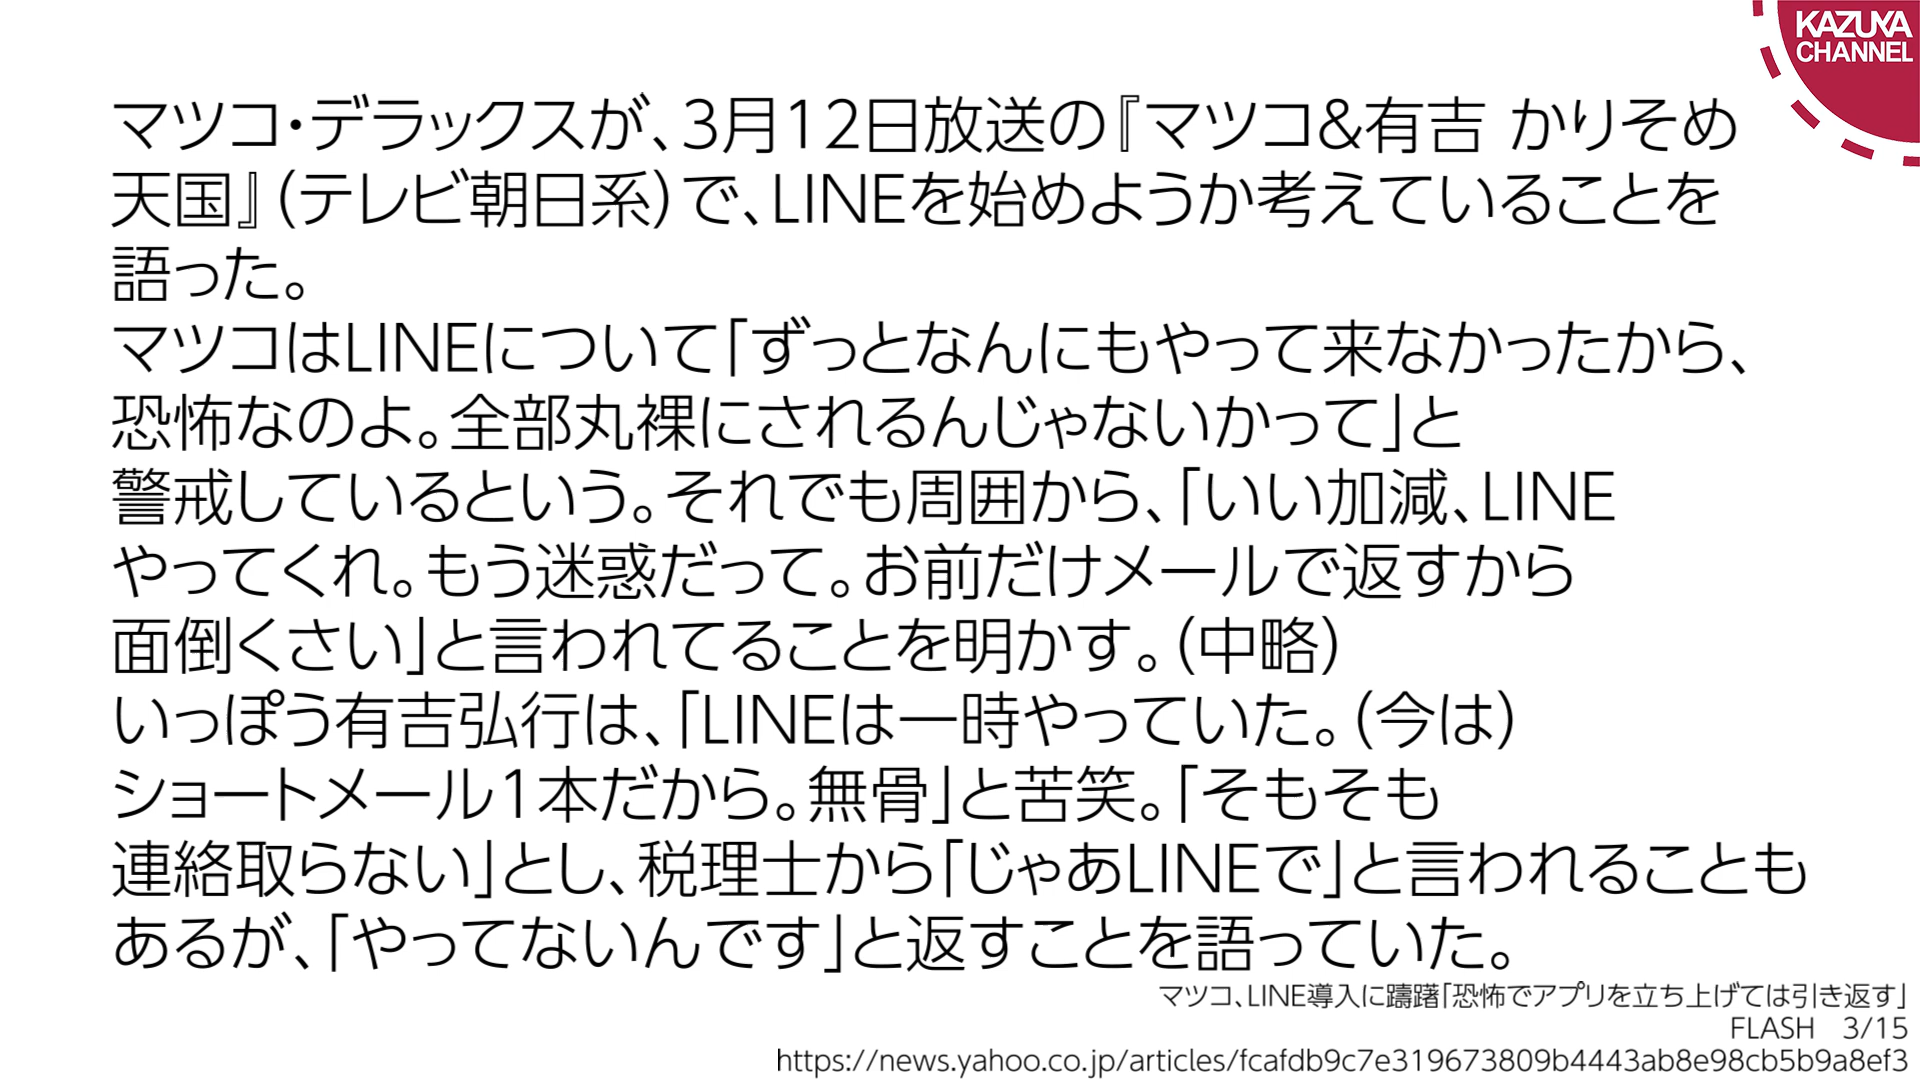 KAZUYA
CHANNEL
マツコ・デラックスが、3月12日放送の『マツコ&有吉 かりそめ
天国』(テレビ朝日系)で、LINEを始めようか考えていることを
語った。
マツコはLINEについて「ずっとなんにもやって来なかったから、
恐怖なのよ。全部丸裸にされるんじゃないかって」と
警戒しているという。それでも周囲から、「いい加減、LINE
やってくれ。もう迷惑だって。お前だけメールで返すから
面倒くさい」と言われてることを明かす。(中略)
いっぽう有吉弘行は、「LINEは一時やっていた。(今は)
ショートメール1本だから。無骨」と苦笑。「そもそも
連絡取らない」とし、税理士から「じゃあLINEで」と言われることも
あるが、「やってないんです」と返すことを語っていた。
マツコ、LINE導入に躊躇「恐怖でアプリを立ち上げては引き返す」
FLASH 3/15
https://news.yahoo.co.jp/articles/fcafdb9c7e319673809b4443ab8e98cb5b9a8ef3